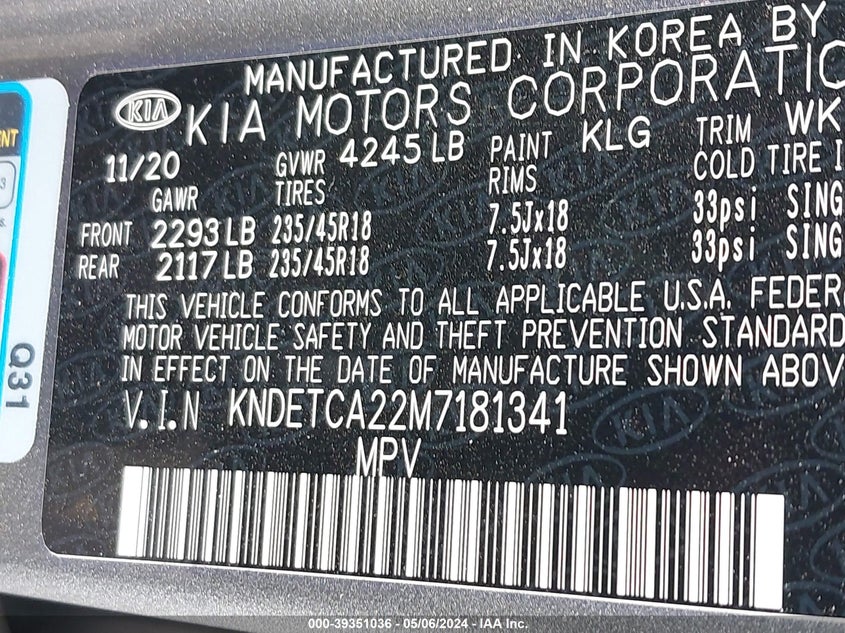 MANUFACTURED IN KOREA BY
KIA KIA MOTORS CORPORATIO
11/20 GVWR 4245 LB PAINT KLG TRIM WK
GAWR TIRES RIMS COLD TIRE I
FRONT 2293 LB 235/45R18 7.5Jx18 33psi SING
REAR 2117 LB 235/45R18 7.5Jx18 33psi SING
THIS VEHICLE CONFORMS TO ALL APPLICABLE U.S.A. FEDER
MOTOR VEHICLE SAFETY AND THEFT PREVENTION STANDARD
IN EFFECT ON THE DATE OF MANUFACTURE SHOWN ABOV
V.I.N KNDETCA22M7181341
MPV
ENT
3
s.
Q31
000-39351036 - 05/06/2024 - IAA Inc.